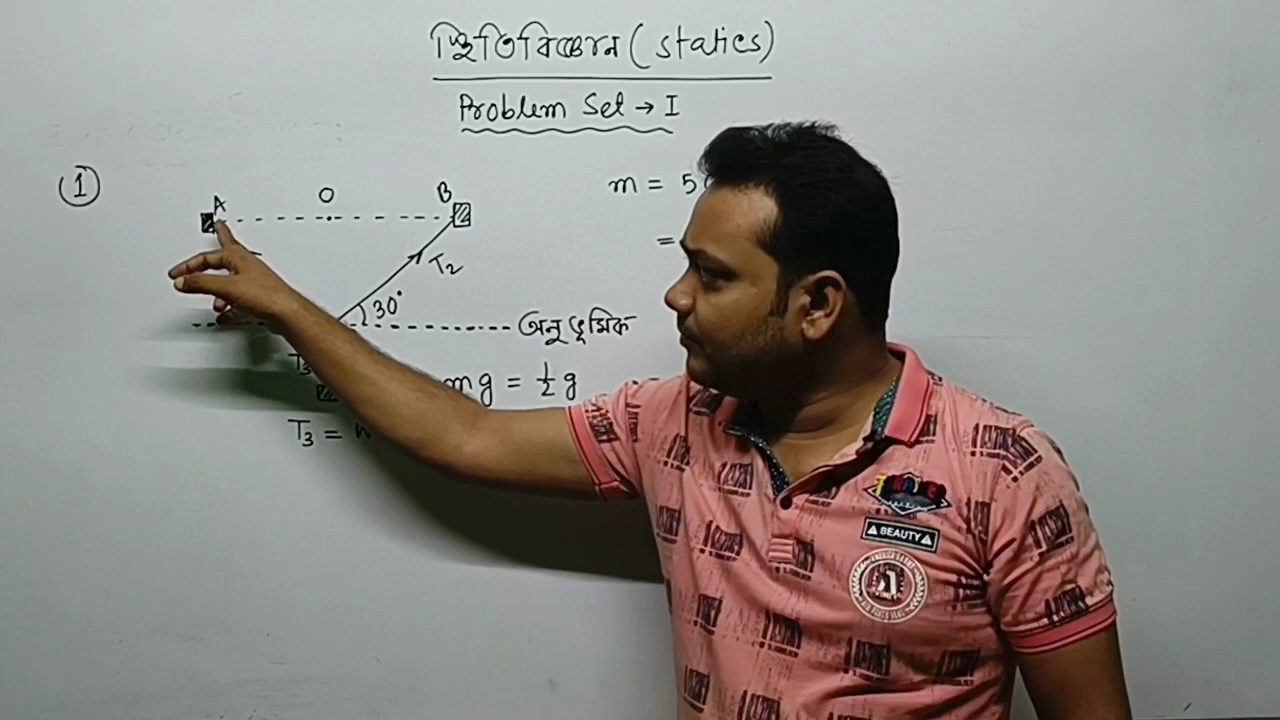 স্থিতিবিজ্ঞান (statics)
Problem Set → I
①
A O B
m = 5
=
T₂
30°
অনুভূমিক
T₃
mg = ½ g
T₃ =
BEAUTY